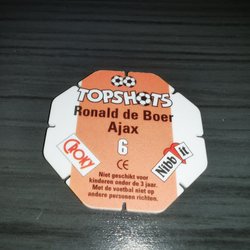 TOPSHOTS
Ronald de Boer
Ajax
6
CHOKY
Nibb It
CE
Niet geschikt voor
kinderen onder de 3 jaar.
Met de voetbal niet op
andere personen richten.